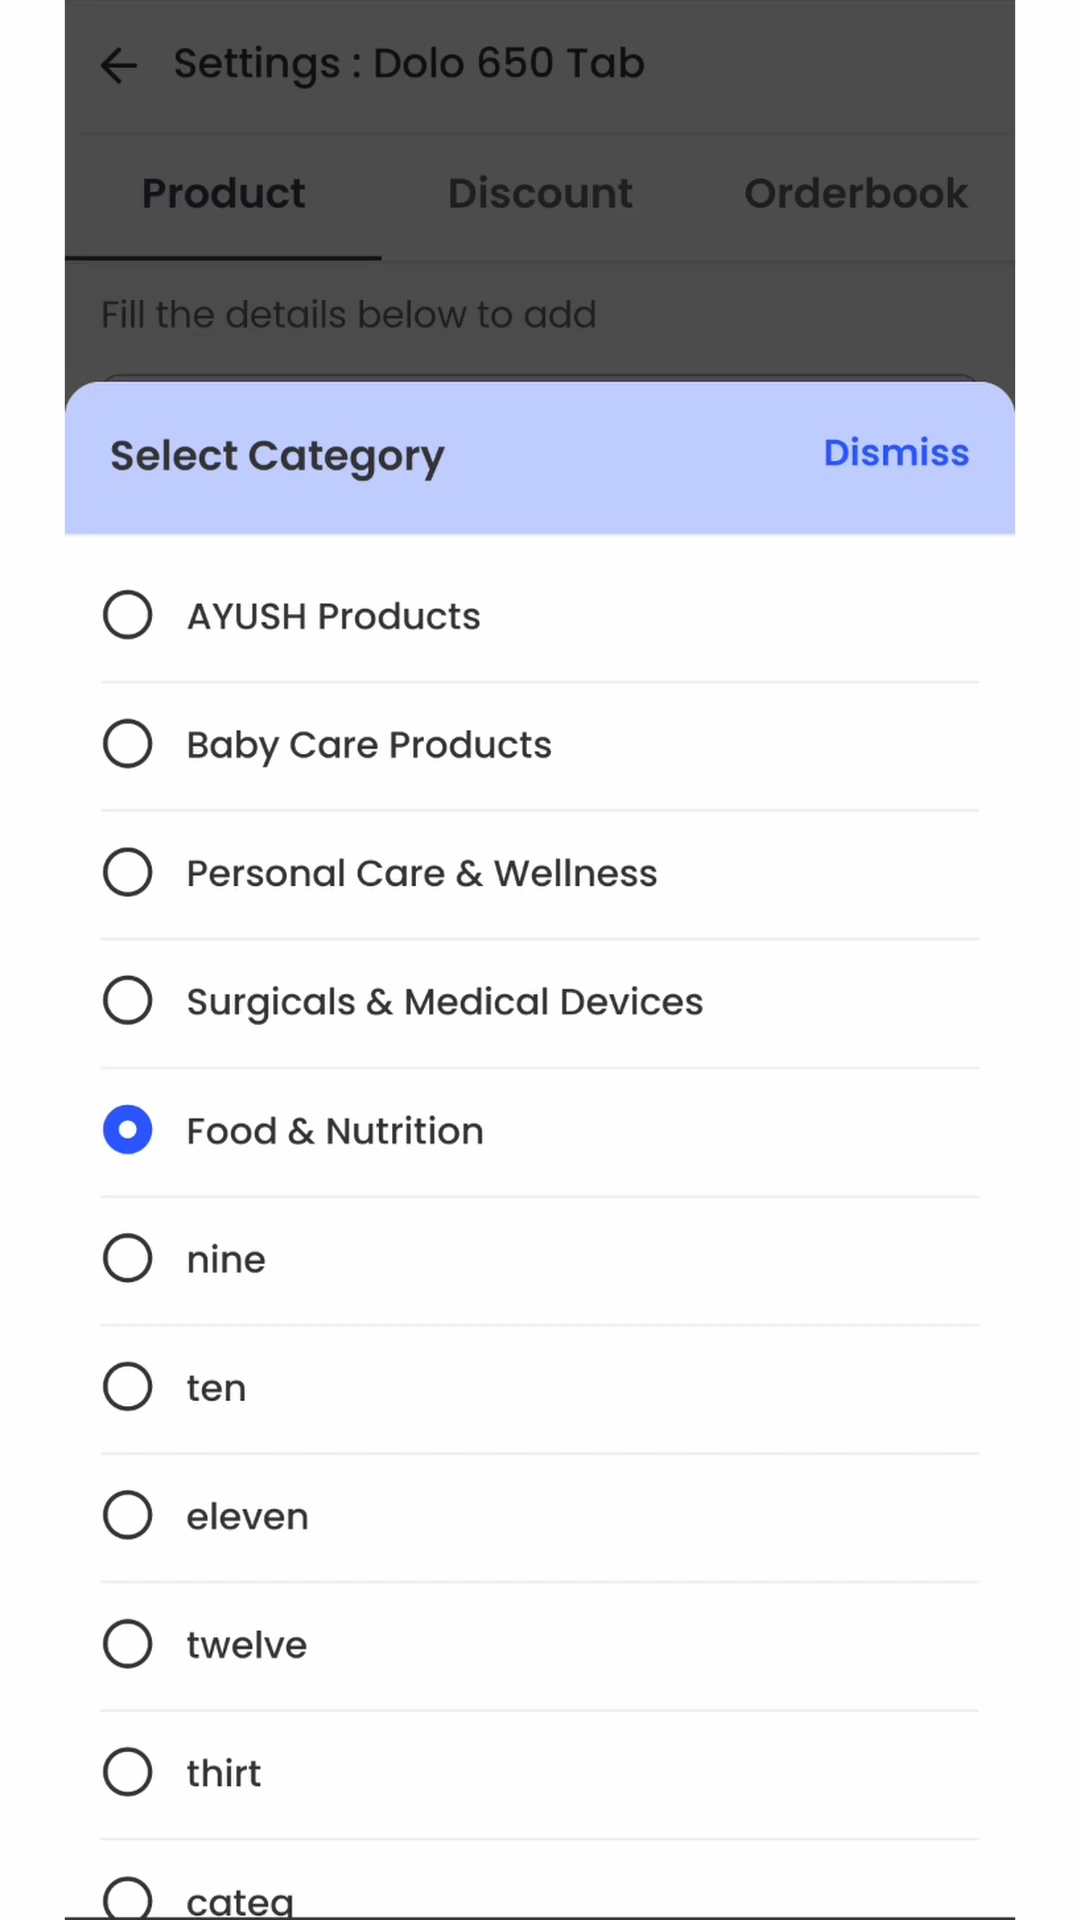 Settings : Dolo 650 Tab
Product Discount Orderbook
Fill the details below to add
Select Category Dismiss
AYUSH Products
Baby Care Products
Personal Care & Wellness
Surgicals & Medical Devices
Food & Nutrition
nine
ten
eleven
twelve
thirt
categ